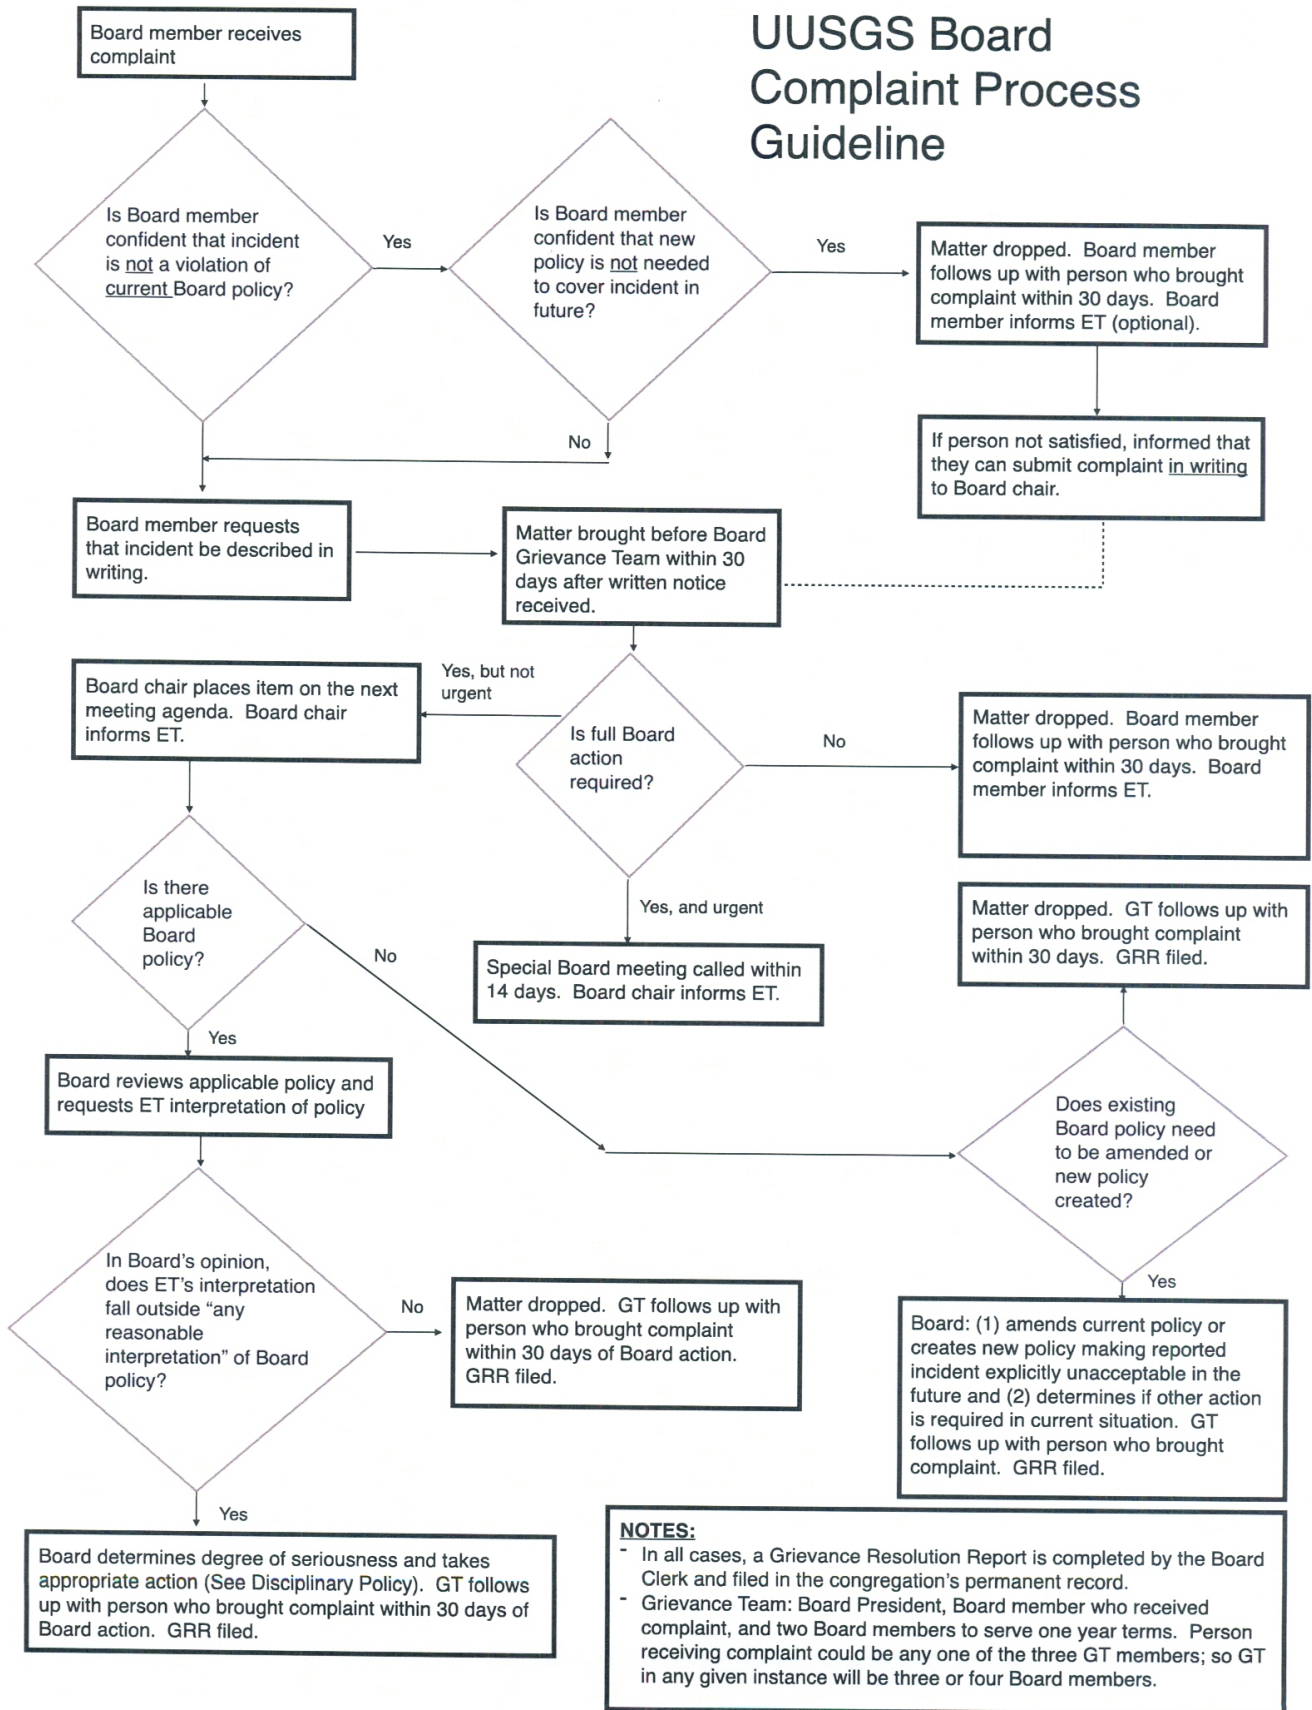 UUSGS Board
Complaint Process
Guideline
Board member receives
complaint
Is Board member
confident that incident
is not a violation of
current Board policy?
Yes
Is Board member
confident that new
policy is not needed
to cover incident in
future?
Yes
Matter dropped. Board member
follows up with person who brought
complaint within 30 days. Board
member informs ET (optional).
No
If person not satisfied, informed that
they can submit complaint in writing
to Board chair.
Board member requests
that incident be described in
writing.
Matter brought before Board
Grievance Team within 30
days after written notice
received.
Yes, but not
urgent
Board chair places item on the next
meeting agenda. Board chair
informs ET.
Is full Board
action
required?
No
Matter dropped. Board member
follows up with person who brought
complaint within 30 days. Board
member informs ET.
Is there
applicable
Board
policy?
No
Yes, and urgent
Special Board meeting called within
14 days. Board chair informs ET.
Matter dropped. GT follows up with
person who brought complaint
within 30 days. GRR filed.
Yes
Board reviews applicable policy and
requests ET interpretation of policy
Does existing
Board policy need
to be amended or
new policy
created?
In Board's opinion,
does ET's interpretation
fall outside “any
reasonable
interpretation” of Board
policy?
No
Matter dropped. GT follows up with
person who brought complaint
within 30 days of Board action.
GRR filed.
Yes
Board: (1) amends current policy or
creates new policy making reported
incident explicitly unacceptable in the
future and (2) determines if other action
is required in current situation. GT
follows up with person who brought
complaint. GRR filed.
Yes
Board determines degree of seriousness and takes
appropriate action (See Disciplinary Policy). GT follows
up with person who brought complaint within 30 days of
Board action. GRR filed.
NOTES:
- In all cases, a Grievance Resolution Report is completed by the Board
Clerk and filed in the congregation's permanent record.
- Grievance Team: Board President, Board member who received
complaint, and two Board members to serve one year terms. Person
receiving complaint could be any one of the three GT members; so GT
in any given instance will be three or four Board members.